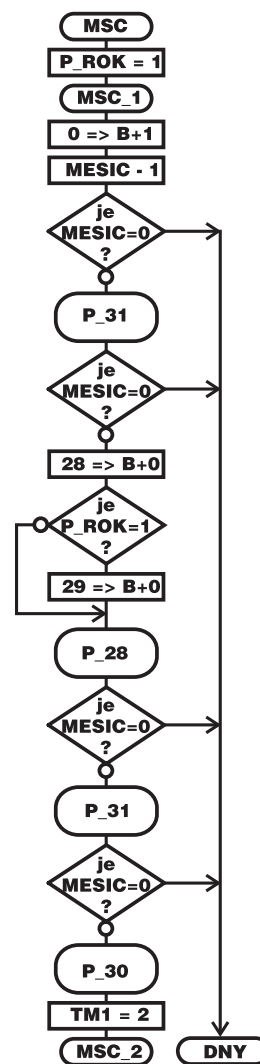 MSC
P_ROK = 1
MSC_1
0 => B+1
MESIC - 1
je
MESIC=0
?
P_31
je
MESIC=0
?
28 => B+0
je
P_ROK=1
?
29 => B+0
P_28
je
MESIC=0
?
P_31
je
MESIC=0
?
P_30
TM1 = 2
MSC_2
DNY